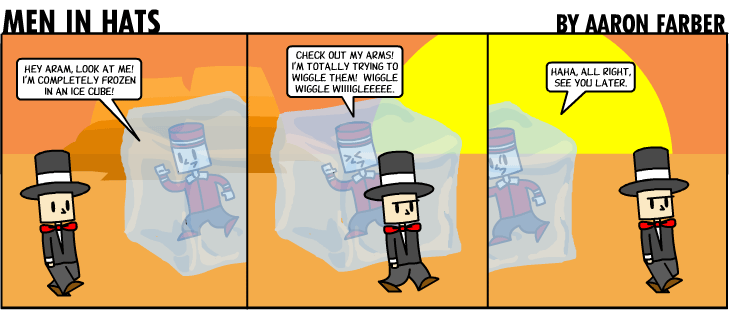 MEN IN HATS
BY AARON FARBER
HEY ARAM, LOOK AT ME!
I'M COMPLETELY FROZEN
IN AN ICE CUBE!
CHECK OUT MY ARMS!
I'M TOTALLY TRYING TO
WIGGLE THEM! WIGGLE
WIGGLE WIIIIGLEEEEE.
HAHA, ALL RIGHT,
SEE YOU LATER.